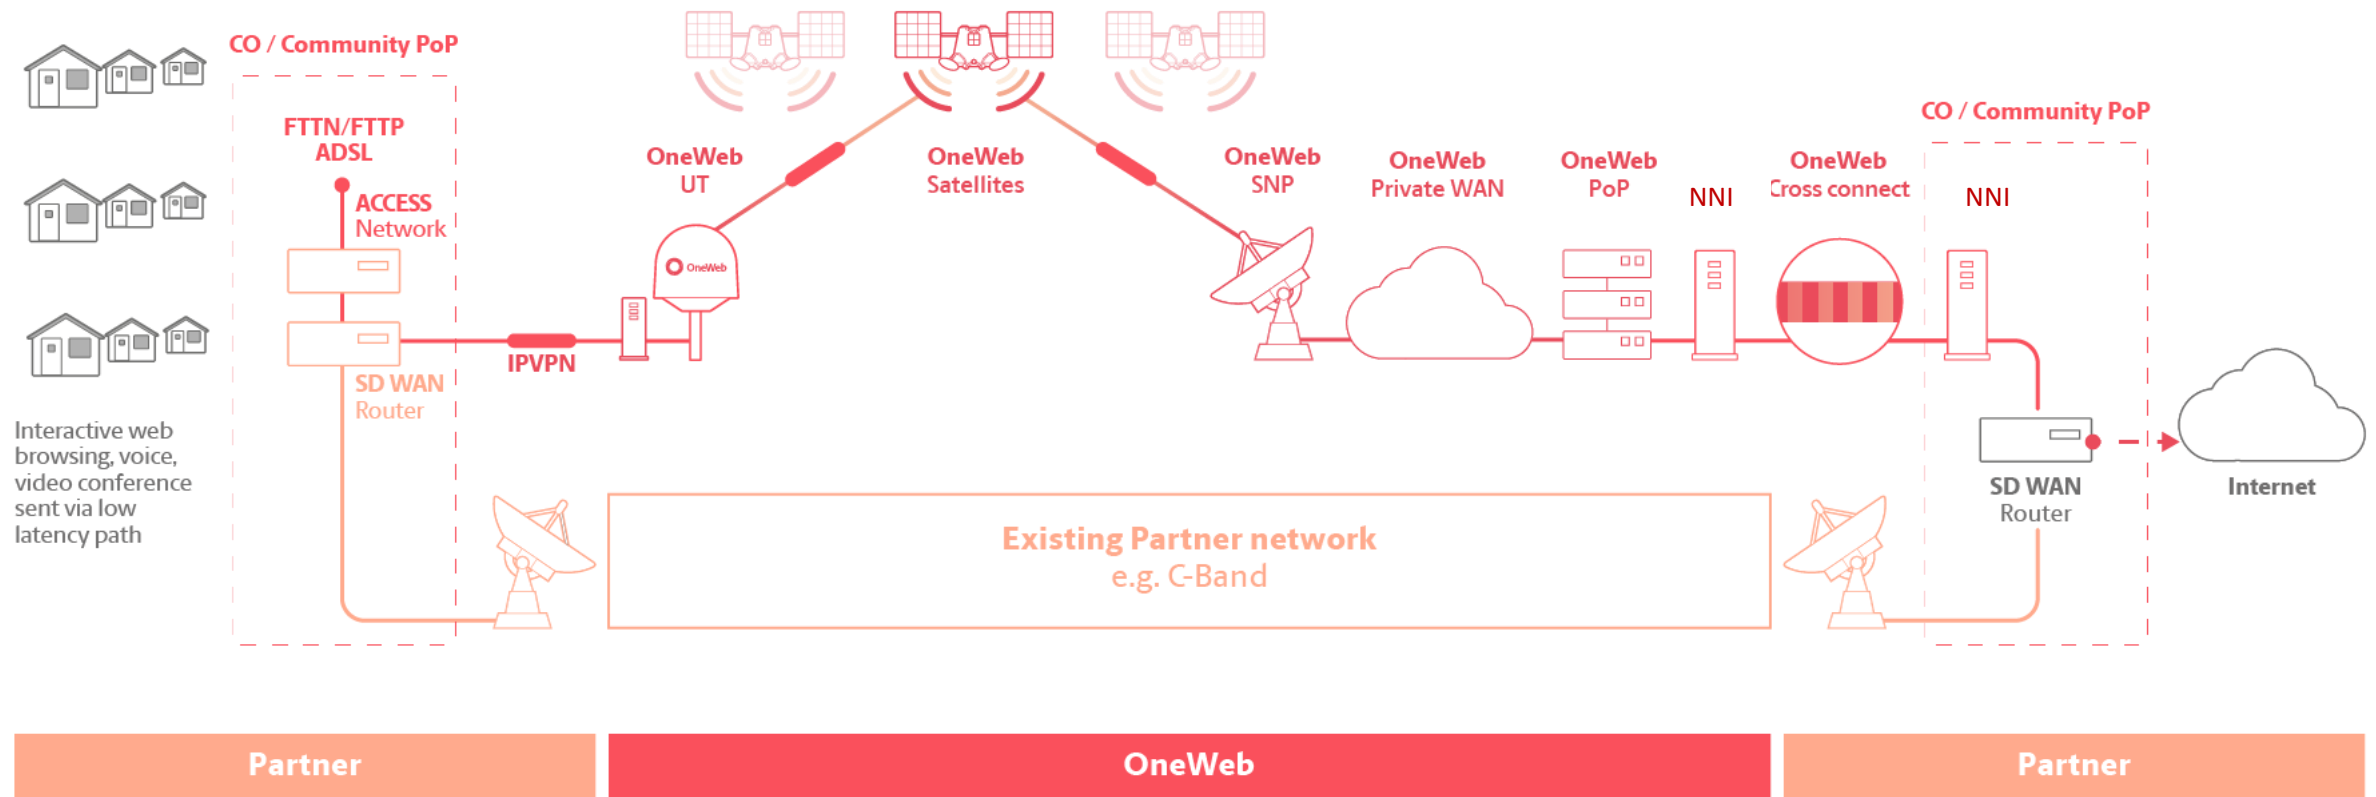 CO / Community PoP
FTTN/FTTP
ADSL
ACCESS
Network
SD WAN
Router
Interactive web
browsing, voice,
video conference
sent via low
latency path
IPVPN
OneWeb
UT
OneWeb
OneWeb
Satellites
OneWeb
SNP
OneWeb
Private WAN
OneWeb
PoP
NNI
OneWeb
Cross connect
CO / Community PoP
NNI
SD WAN
Router
Internet
Existing Partner network
e.g. C-Band
Partner
OneWeb
Partner